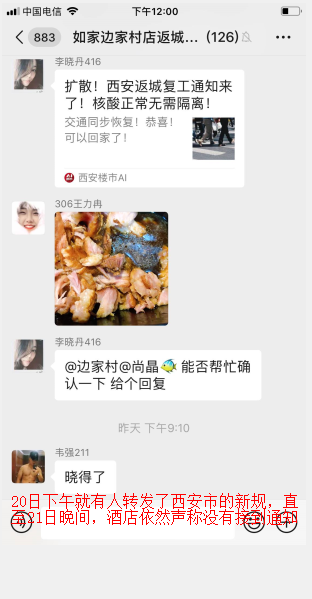 中国电信
下午12:00
883
如家边家村店返城... (126)
李晓丹416
扩散！西安返城复工通知来
了！核酸正常无需隔离！
交通同步恢复！恭喜！
可以回家了！
西安楼市AI
306王力冉
李晓丹416
@边家村@尚晶🐠 能否帮忙确
认一下 给个回复
昨天 下午9:10
韦强211
晓得了
20日下午就有人转发了西安市的新规，直
至21日晚间，酒店依然声称没有接到通知